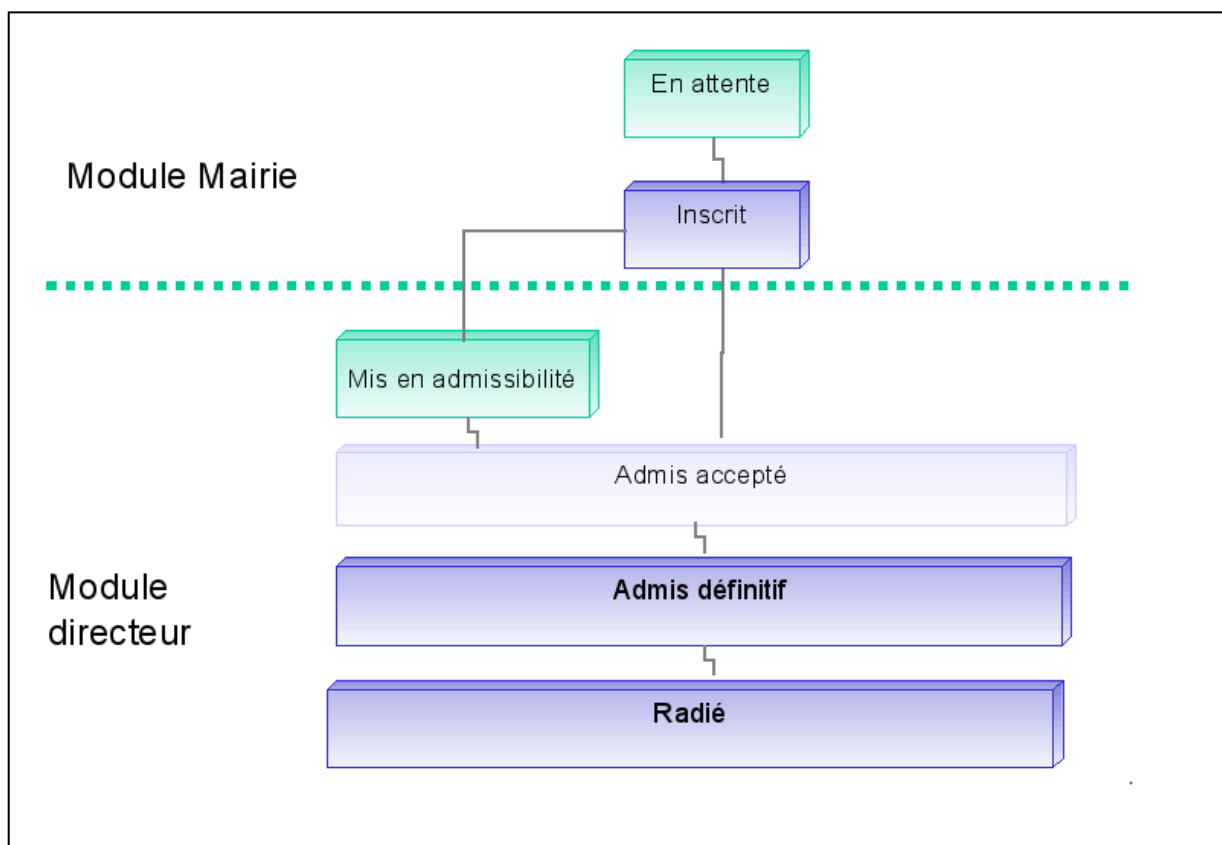 En attente
Module Mairie
Inscrit
Mis en admissibilité
Admis accepté
Module
directeur
Admis définitif
Radié